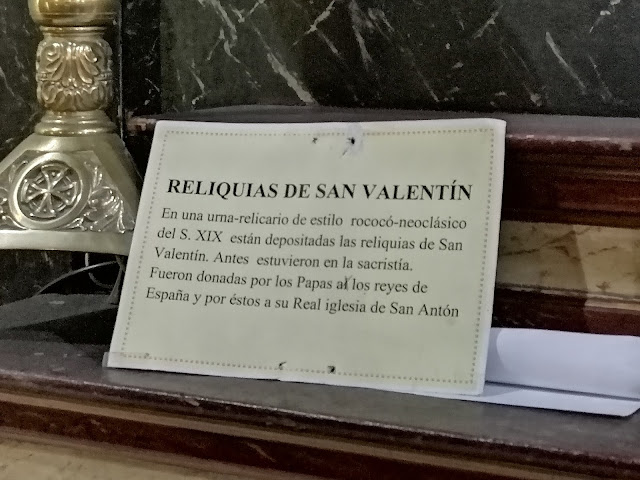 RELIQUIAS DE SAN VALENTÍN
En una urna-relicario de estilo rococó-neoclásico
del S. XIX están depositadas las reliquias de San
Valentín. Antes estuvieron en la sacristía.
Fueron donadas por los Papas al los reyes de
España y por éstos a su Real iglesia de San Antón